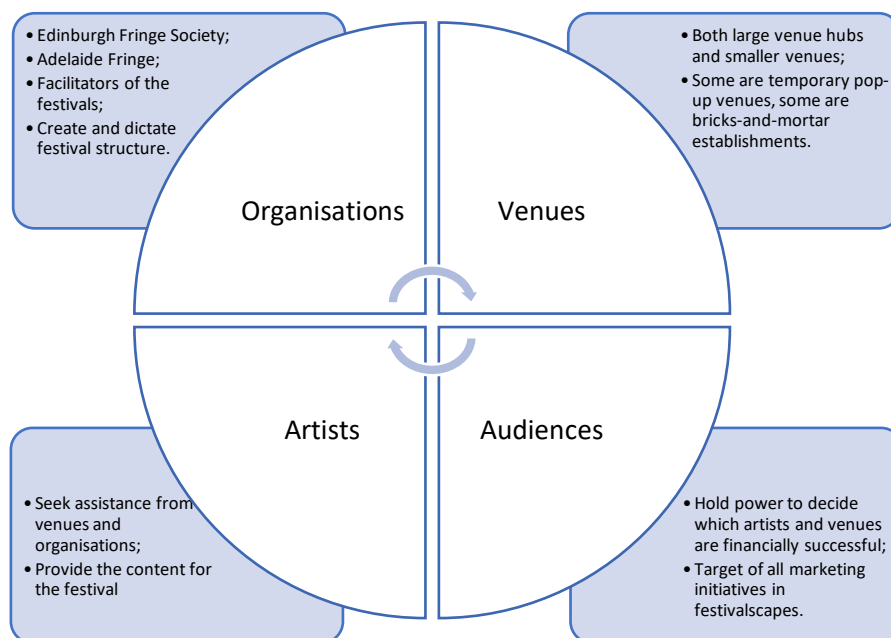 • Edinburgh Fringe Society;
• Adelaide Fringe;
• Facilitators of the
festivals;
• Create and dictate
festival structure.
• Both large venue hubs
and smaller venues;
• Some are temporary pop-
up venues, some are
bricks-and-mortar
establishments.
Organisations
Venues
Artists
Audiences
• Seek assistance from
venues and
organisations;
• Provide the content for
the festival
• Hold power to decide
which artists and venues
are financially successful;
• Target of all marketing
initiatives in
festivalscapes.